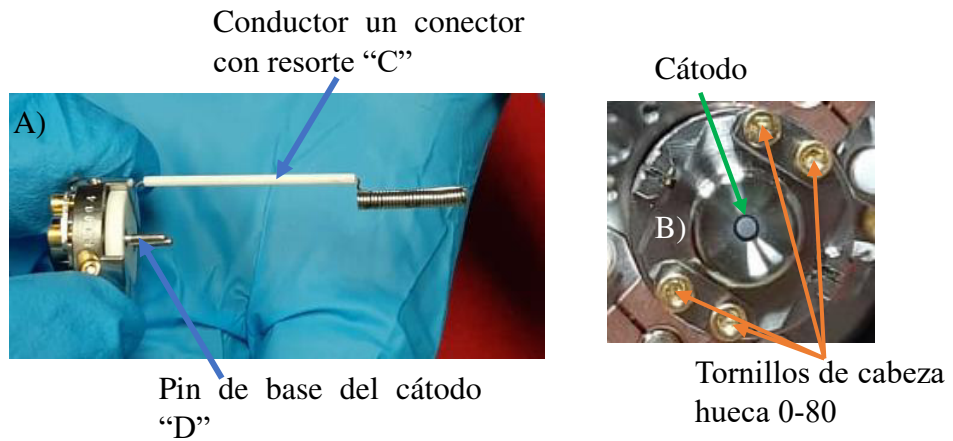 Conductor un conector
con resorte “C”
Cátodo
A)
B)
Pin de base del cátodo
“D”
Tornillos de cabeza
hueca 0-80